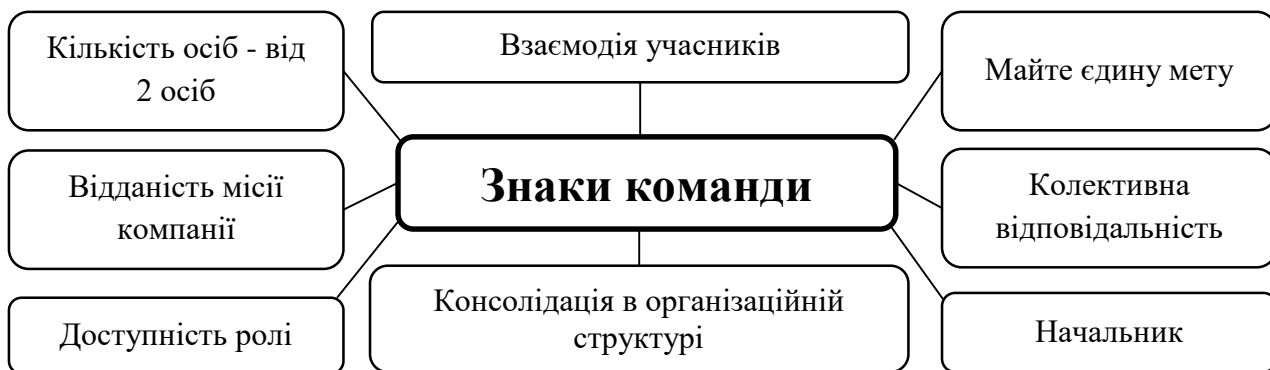 Кількість осіб - від
2 осіб
Взаємодія учасників
Майте єдину мету
Відданість місії
компанії
Знаки команди
Колективна
відповідальність
Доступність ролі
Консолідація в організаційній
структурі
Начальник